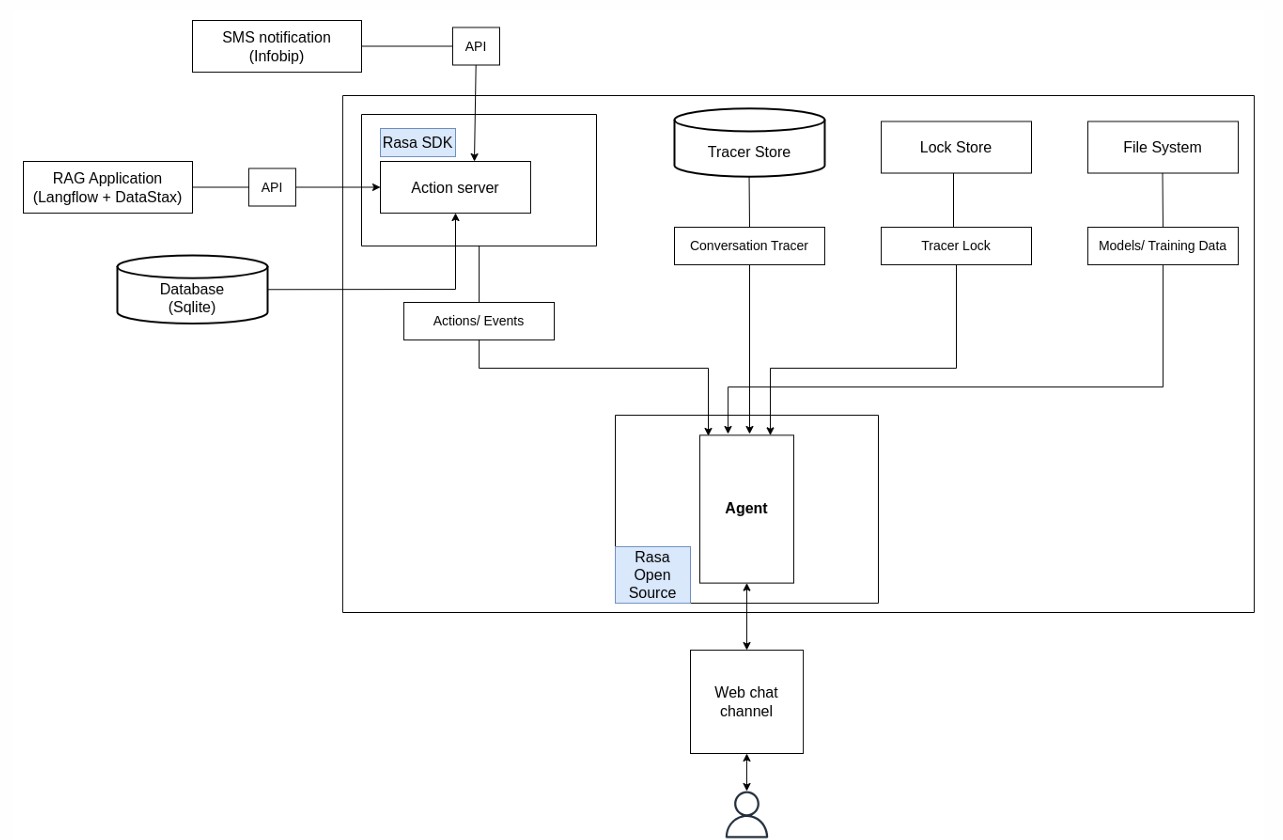 SMS notification
(Infobip)
API
Rasa SDK
Action server
RAG Application
(Langflow + DataStax)
API
Database
(Sqlite)
Actions/ Events
Tracer Store
Conversation Tracer
Lock Store
Tracer Lock
File System
Models/ Training Data
Agent
Rasa
Open
Source
Web chat
channel